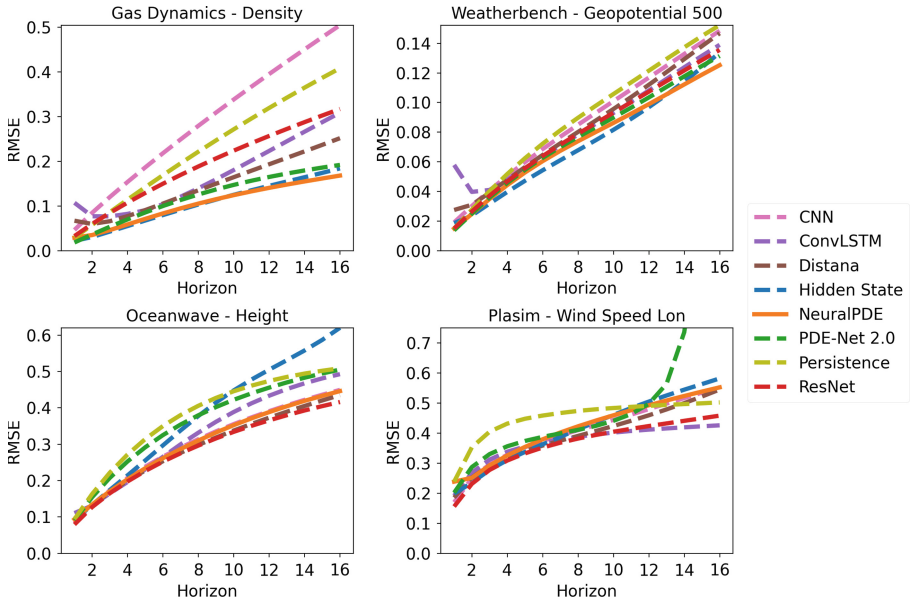 Gas Dynamics - Density
0.5
0.4
0.3
0.2
0.1
0.0
RMSE
2 4 6 8 10 12 14 16
Horizon
Weatherbench - Geopotential 500
0.14
0.12
0.10
0.08
0.06
0.04
0.02
0.00
RMSE
2 4 6 8 10 12 14 16
Horizon
Oceanwave - Height
0.6
0.5
0.4
0.3
0.2
0.1
0.0
RMSE
2 4 6 8 10 12 14 16
Horizon
Plasim - Wind Speed Lon
0.7
0.6
0.5
0.4
0.3
0.2
0.1
0.0
RMSE
2 4 6 8 10 12 14 16
Horizon
CNN
ConvLSTM
Distana
Hidden State
NeuralPDE
PDE-Net 2.0
Persistence
ResNet